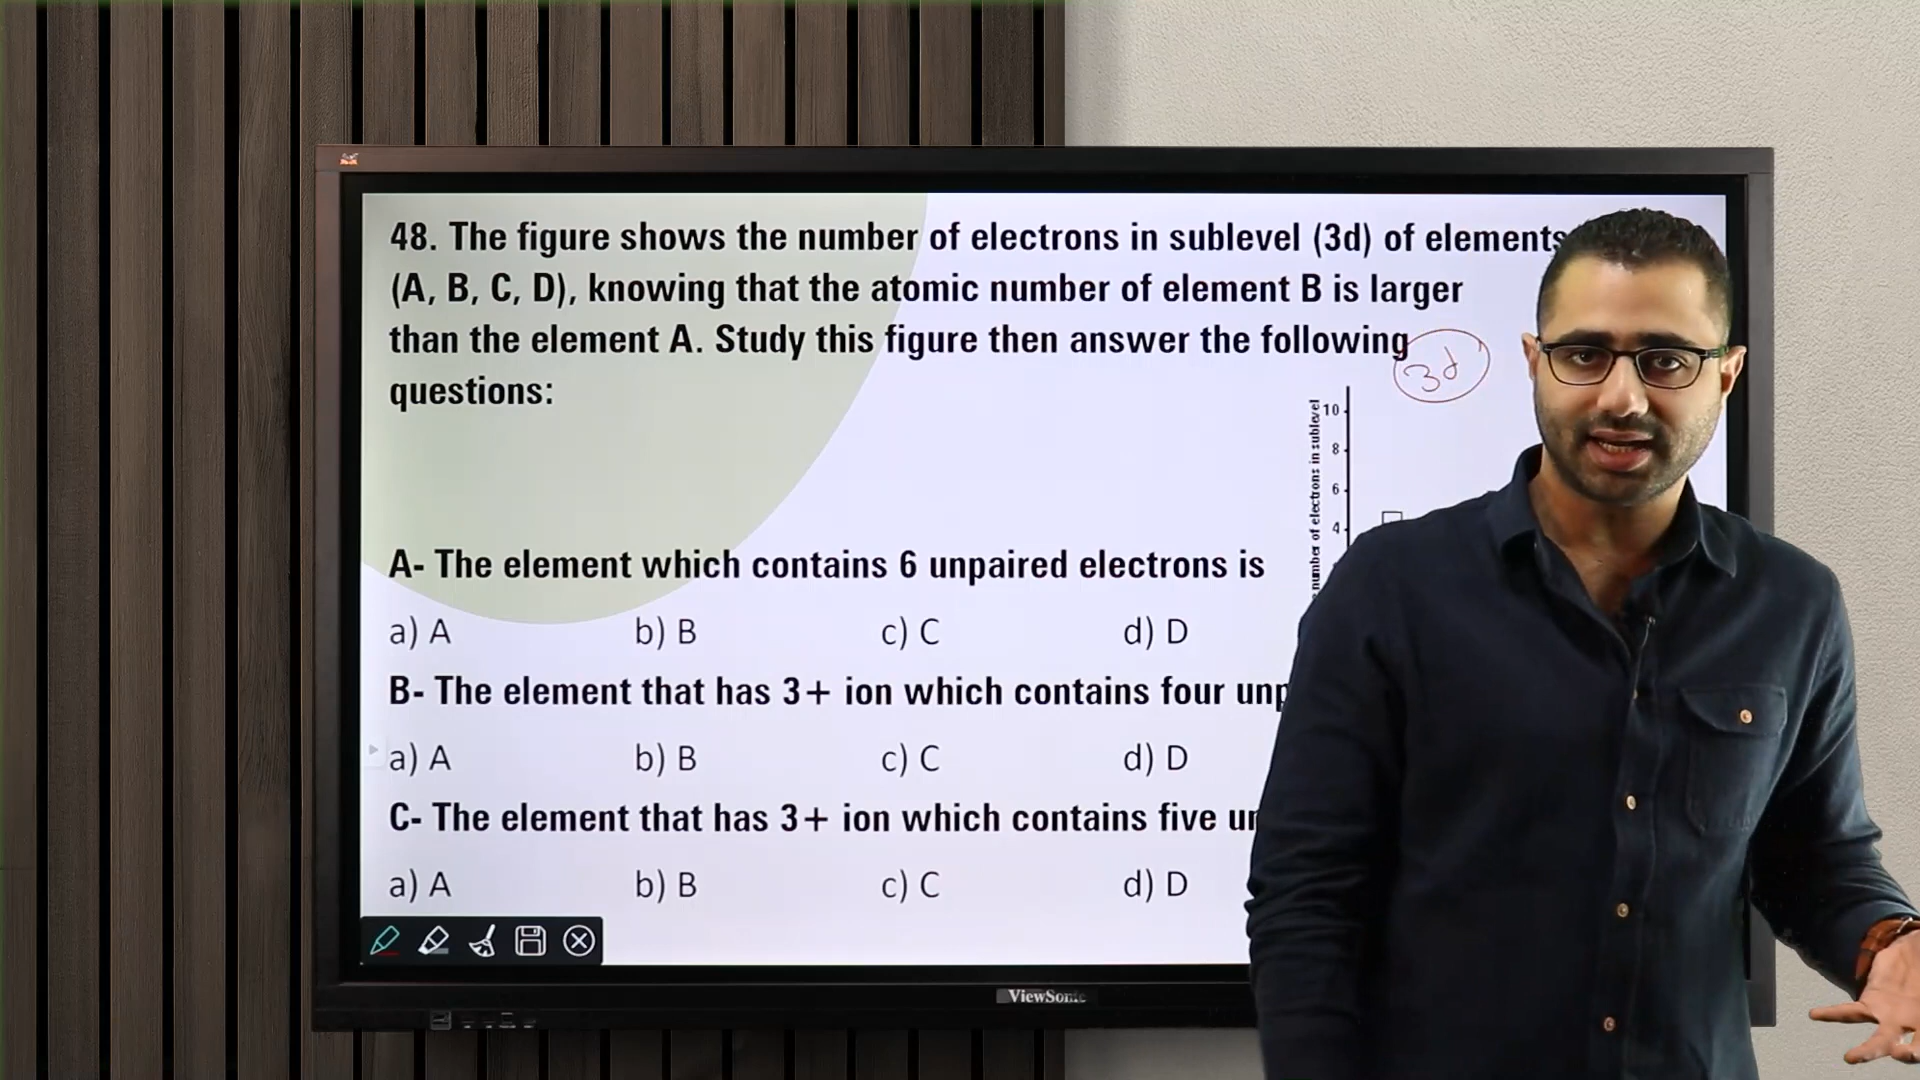 48. The figure shows the number of electrons in sublevel (3d) of elements
(A, B, C, D), knowing that the atomic number of element B is larger
than the element A. Study this figure then answer the following
questions:
3d
10
8
6
4
number of electrons in sublevel
A- The element which contains 6 unpaired electrons is
a) A b) B c) C d) D
B- The element that has 3+ ion which contains four
a) A b) B c) C d) D
C- The element that has 3+ ion which contains five
a) A b) B c) C d) D
ViewSonic